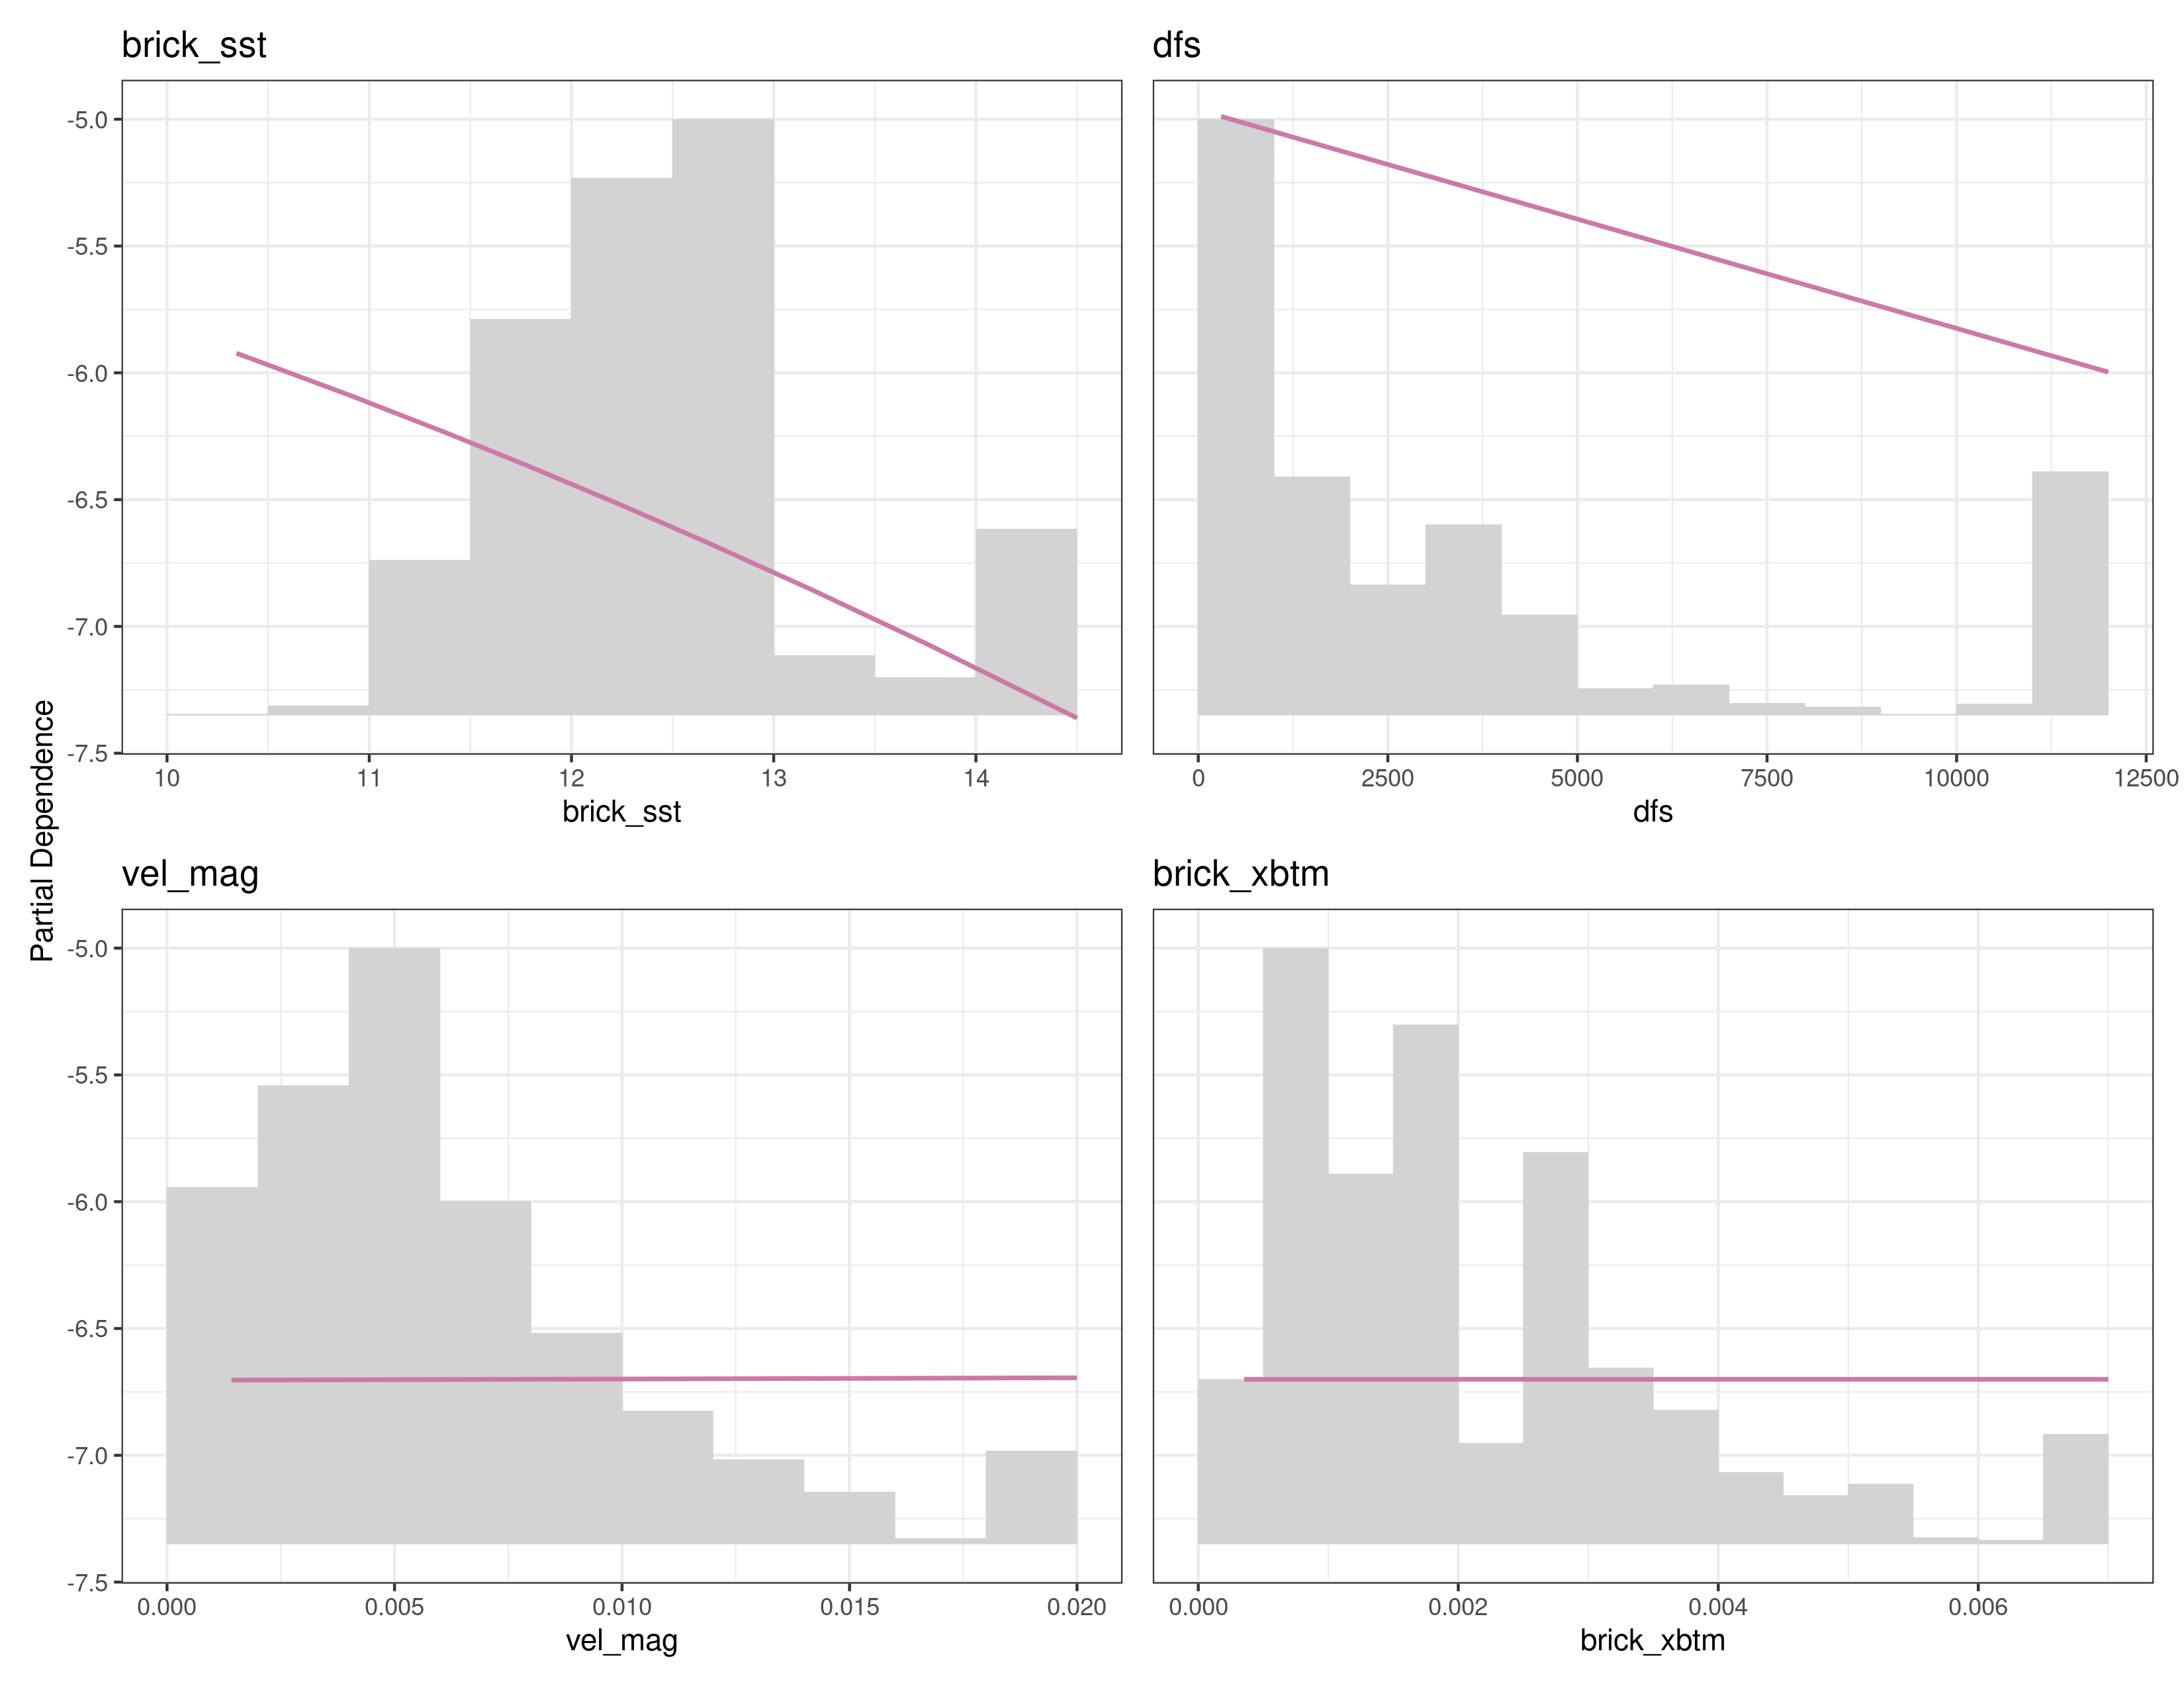 brick_sst
dfs
-5.0
-5.5
-6.0
-6.5
-7.0
-7.5
10 11 12 13 14
0 2500 5000 7500 10000 12500
brick_sst
dfs
Partial Dependence
vel_mag
brick_xbtm
-5.0
-5.5
-6.0
-6.5
-7.0
-7.5
0.000 0.005 0.010 0.015 0.020
0.000 0.002 0.004 0.006
vel_mag
brick_xbtm